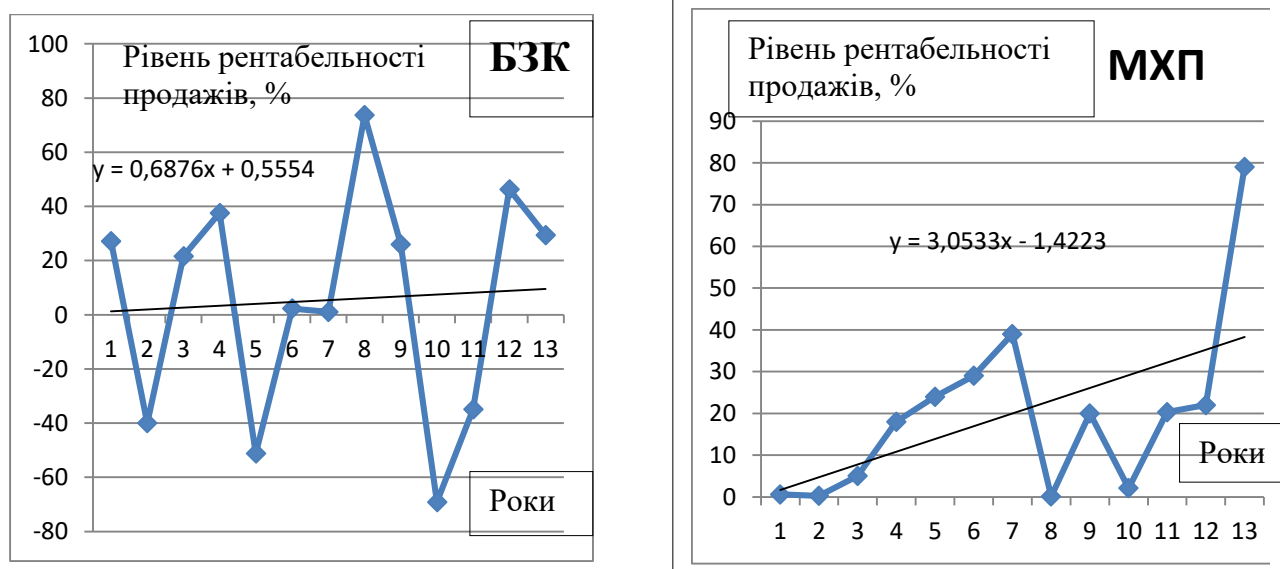 Рівень рентабельності
продажів, %
БЗК
100
80
60
40
20
0
-20
-40
-60
-80
y = 0,6876x + 0,5554
1 2 3 4 5 6 7 8 9 10 11 12 13
Роки
Рівень рентабельності
продажів, %
МХП
90
80
70
60
50
40
30
20
10
0
y = 3,0533x - 1,4223
Роки
1 2 3 4 5 6 7 8 9 10 11 12 13